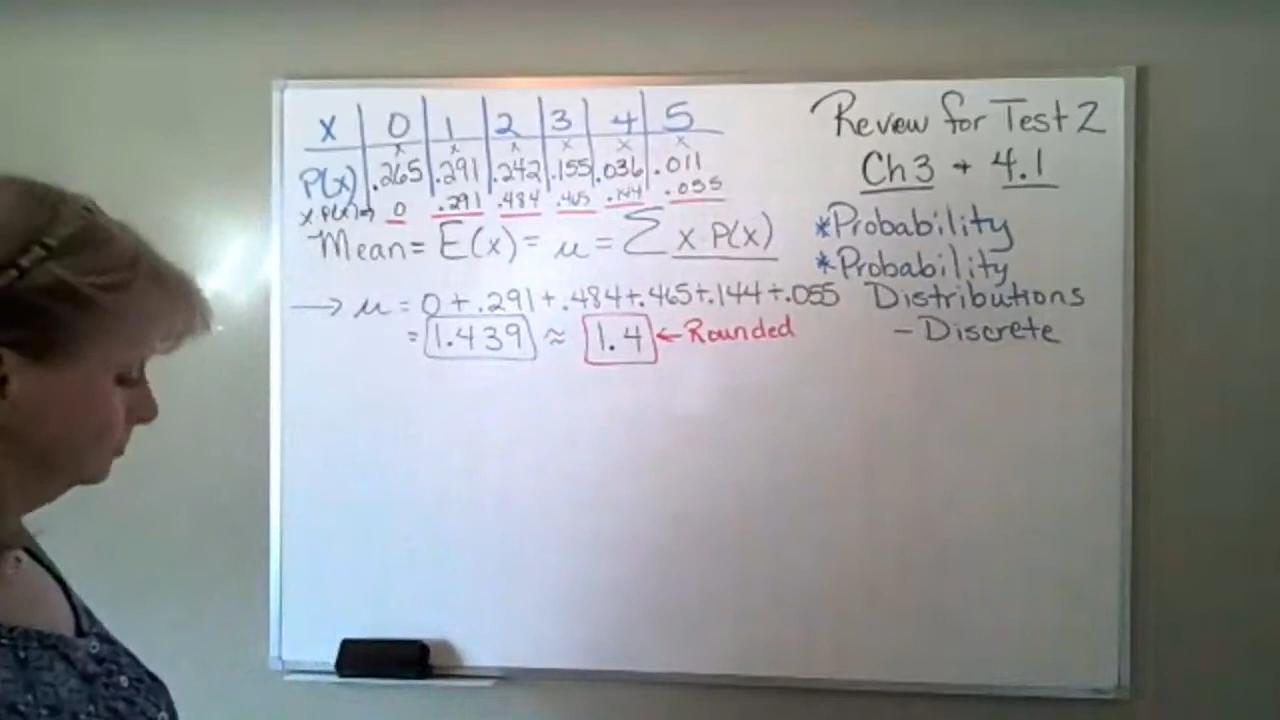 x 0 1 2 3 4 5
P(x) .265 .291 .242 .155 .036 .011
x x x x x x
x P(x)→ 0 .291 .484 .465 .144 .055
Mean = E(x) = μ = Σ x P(x)
→ μ = 0 + .291 + .484 + .465 + .144 + .055
= 1.439 ≈ 1.4 ← Rounded
Revew for Test 2
Ch 3 + 4.1
*Probability
*Probability
Distributions
- Discrete